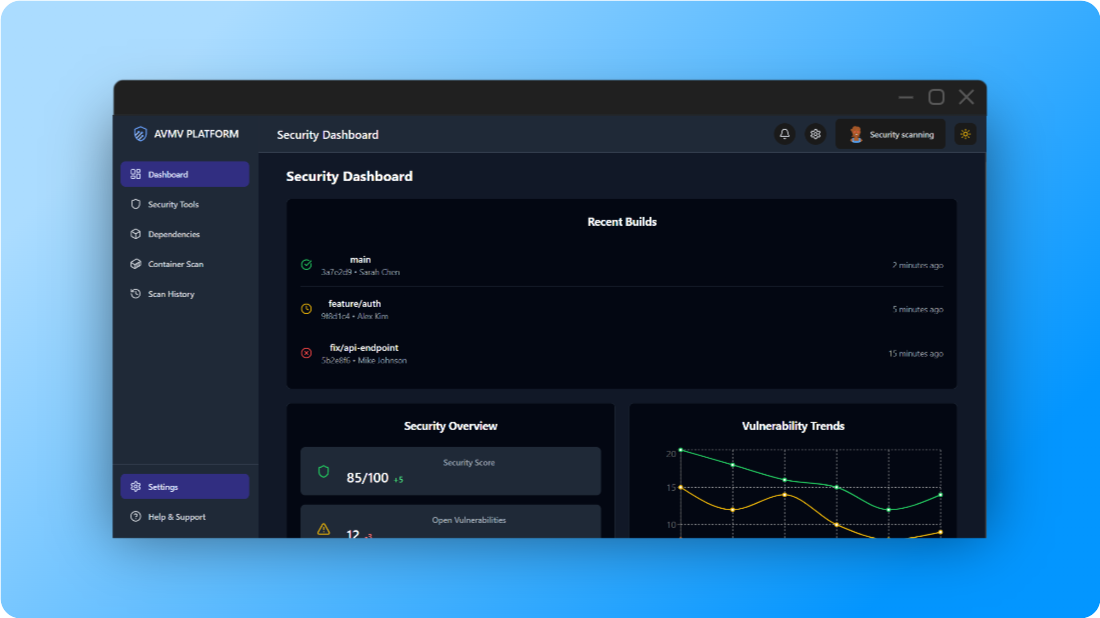 AVMV PLATFORM
Security Dashboard
Security scanning
Dashboard
Security Tools
Dependencies
Container Scan
Scan History
Settings
Help & Support
Security Dashboard
Recent Builds
main
3a7e2d9 • Sarah Chen
2 minutes ago
feature/auth
9f8d1c4 • Alex Kim
5 minutes ago
fix/api-endpoint
5b2e8f6 • Mike Johnson
15 minutes ago
Security Overview
Security Score
85/100 +5
Open Vulnerabilities
12 -3
Vulnerability Trends
20
15
10